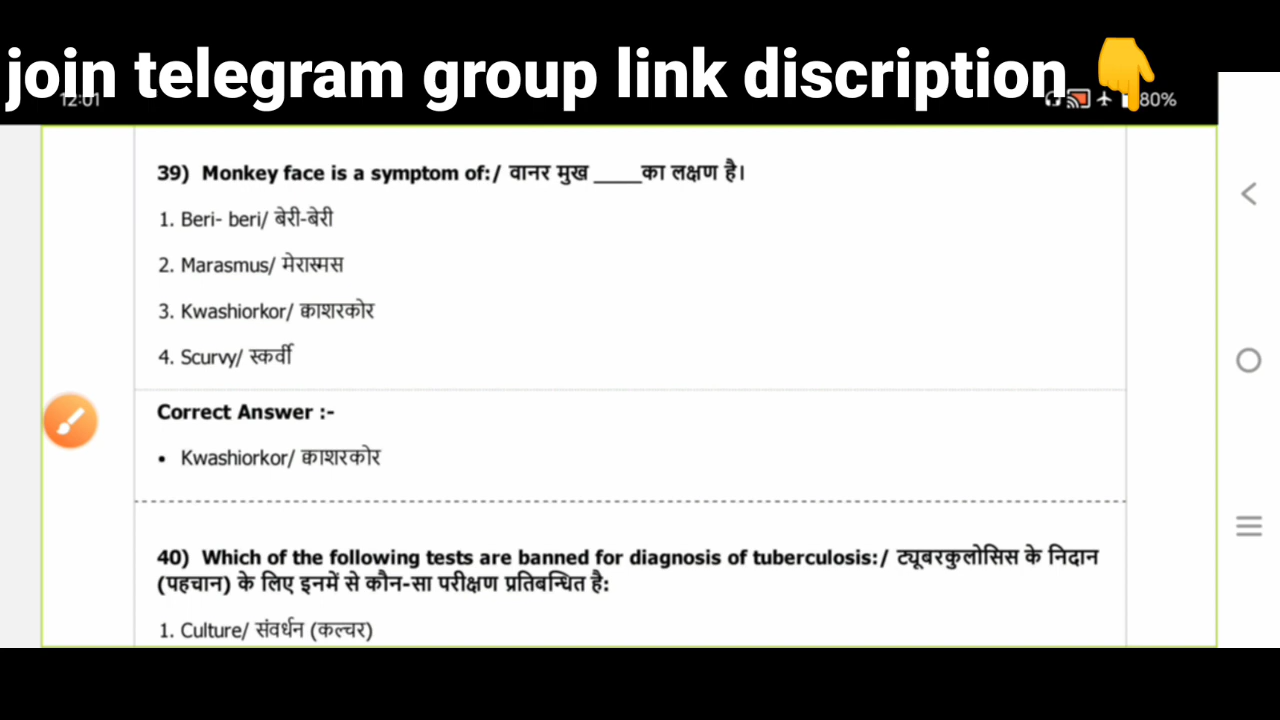 join telegram group link discription 👇
12:01
80%
39) Monkey face is a symptom of:/ वानर मुख ____का लक्षण है।
1. Beri- beri/ बेरी-बेरी
2. Marasmus/ मेरास्मस
3. Kwashiorkor/ क्वाशरकोर
4. Scurvy/ स्कर्वी
Correct Answer :-
• Kwashiorkor/ क्वाशरकोर
40) Which of the following tests are banned for diagnosis of tuberculosis:/ ट्यूबरकुलोसिस के निदान
(पहचान) के लिए इनमें से कौन-सा परीक्षण प्रतिबन्धित है:
1. Culture/ संवर्धन (कल्चर)